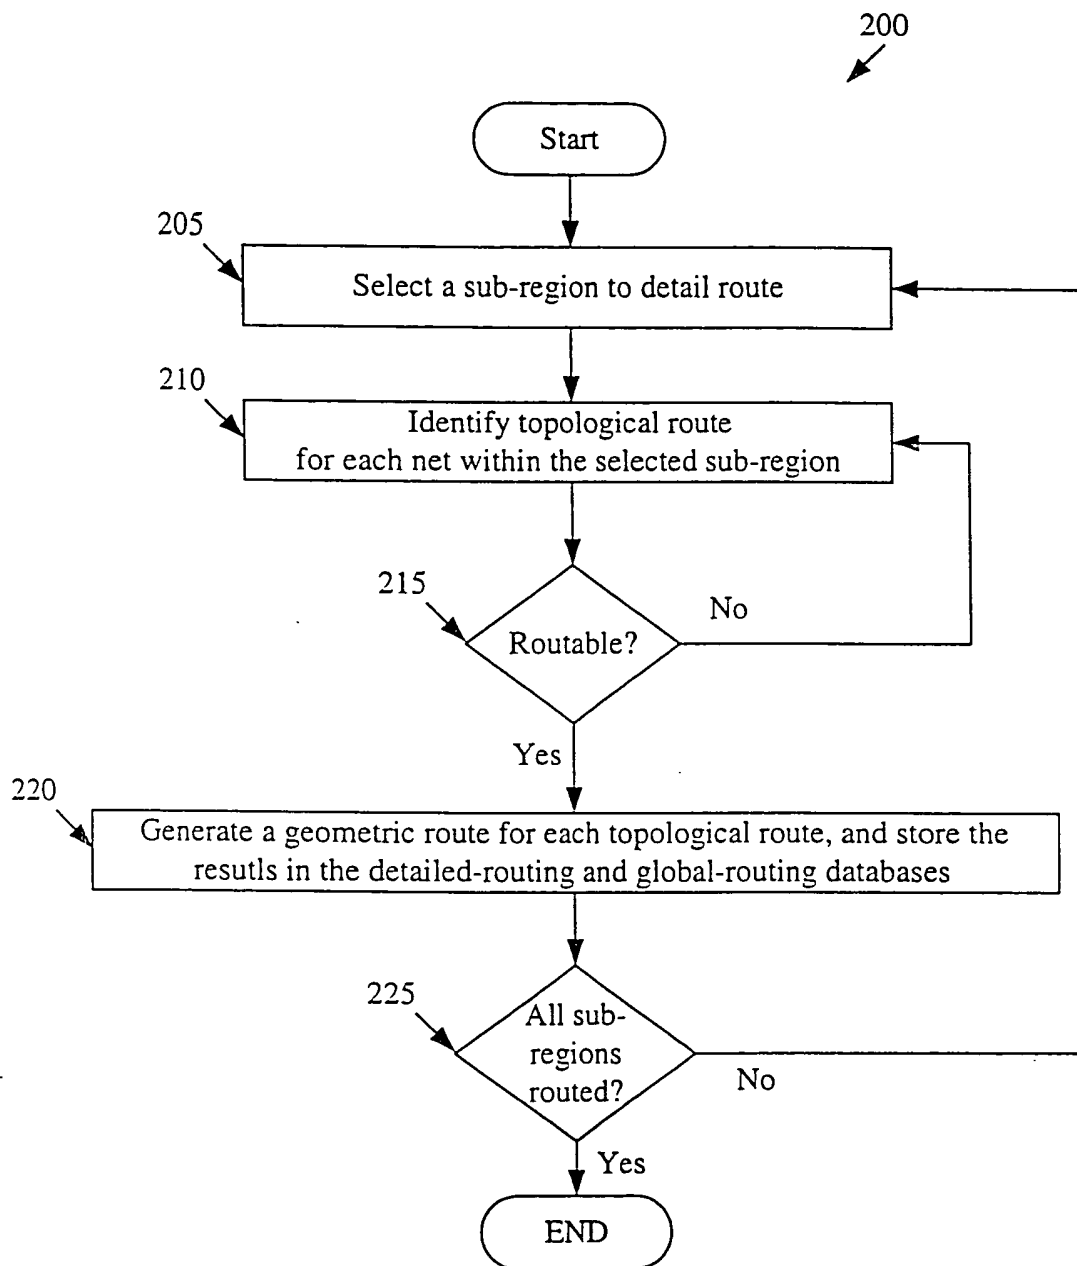 200
Start
205
Select a sub-region to detail route
210
Identify topological route
for each net within the selected sub-region
215
Routable?
No
Yes
220
Generate a geometric route for each topological route, and store the
resutls in the detailed-routing and global-routing databases
225
All sub-
regions
routed?
No
Yes
END